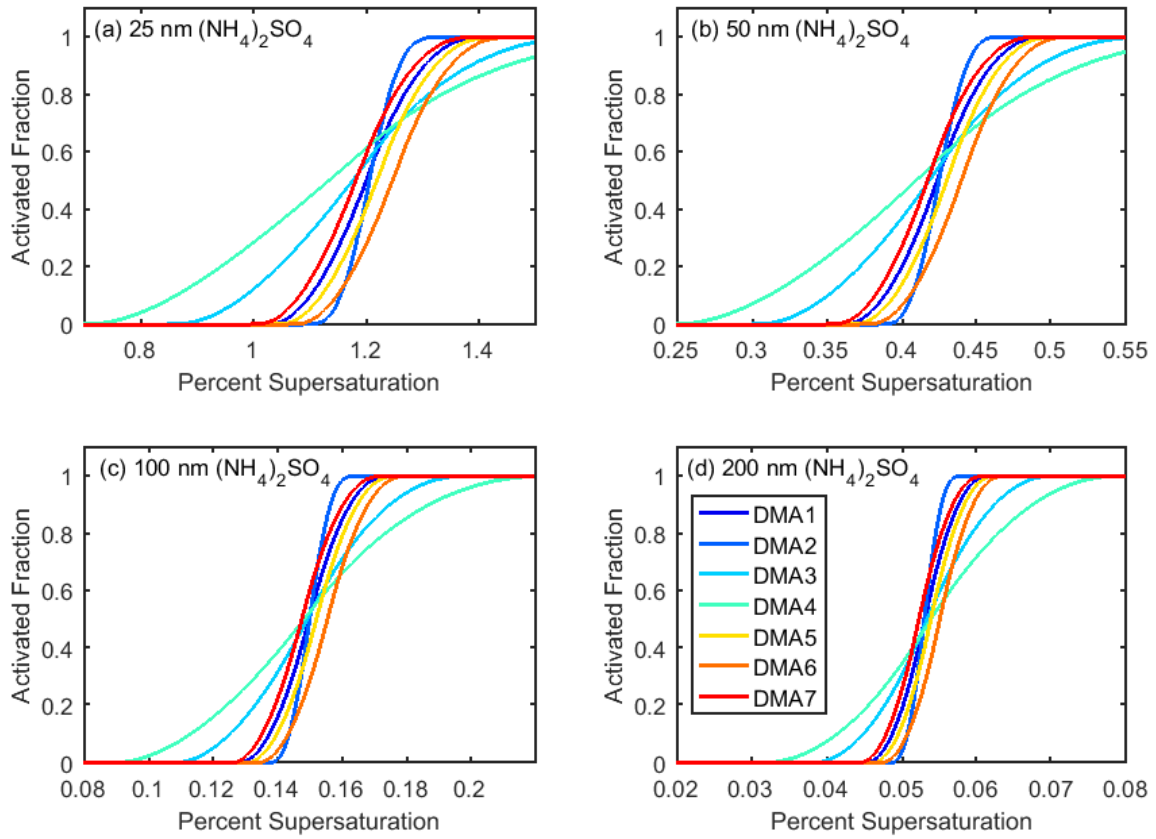 (a) 25 nm (NH4)2SO4
1
0.8
0.6
0.4
0.2
0
Activated Fraction
0.8 1 1.2 1.4
Percent Supersaturation
(b) 50 nm (NH4)2SO4
1
0.8
0.6
0.4
0.2
0
Activated Fraction
0.25 0.3 0.35 0.4 0.45 0.5 0.55
Percent Supersaturation
(c) 100 nm (NH4)2SO4
1
0.8
0.6
0.4
0.2
0
Activated Fraction
0.08 0.1 0.12 0.14 0.16 0.18 0.2
Percent Supersaturation
(d) 200 nm (NH4)2SO4
1
0.8
0.6
0.4
0.2
0
Activated Fraction
DMA1
DMA2
DMA3
DMA4
DMA5
DMA6
DMA7
0.02 0.03 0.04 0.05 0.06 0.07 0.08
Percent Supersaturation